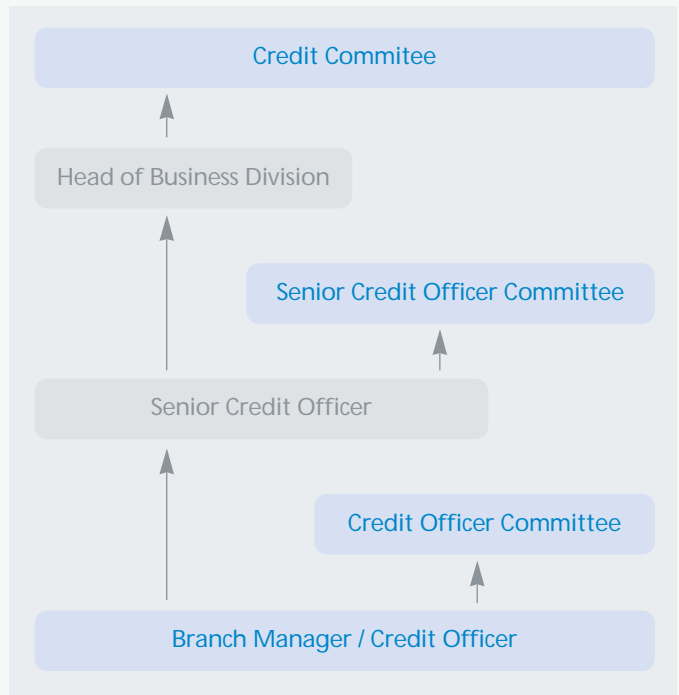 Credit Commitee
Head of Business Division
Senior Credit Officer Committee
Senior Credit Officer
Credit Officer Committee
Branch Manager / Credit Officer